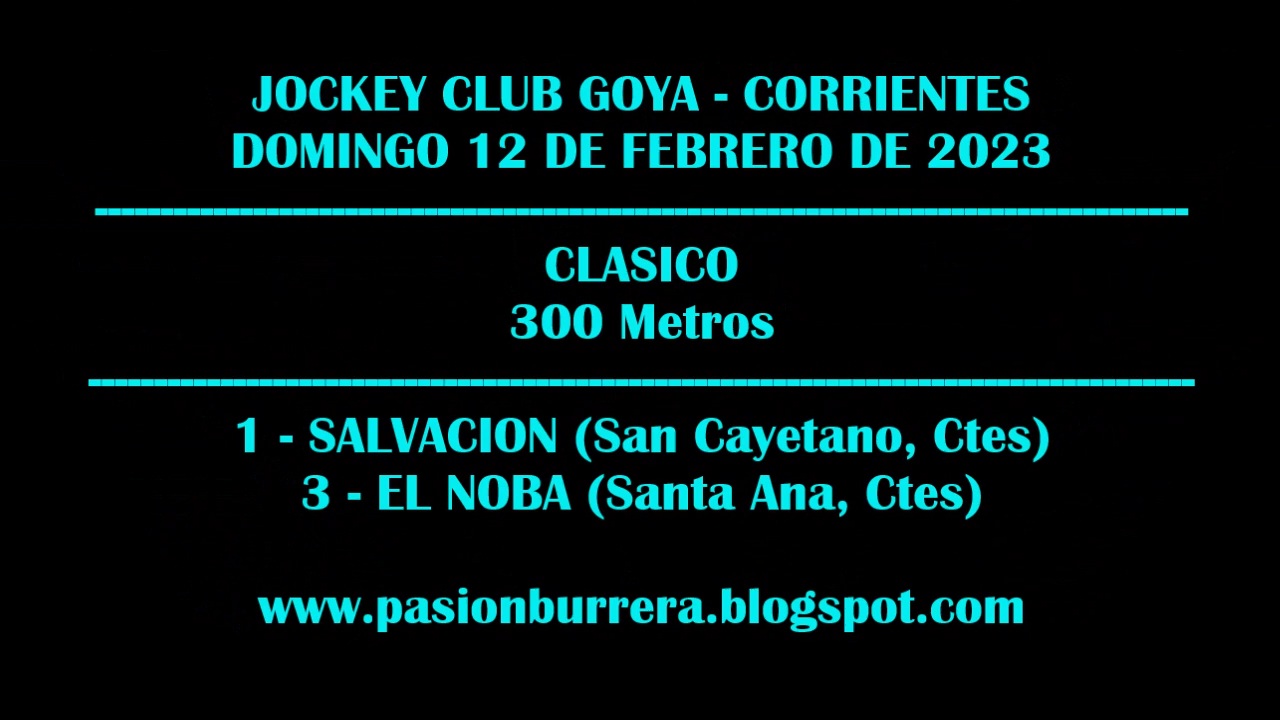 JOCKEY CLUB GOYA - CORRIENTES
DOMINGO 12 DE FEBRERO DE 2023
CLASICO
300 Metros
1 - SALVACION (San Cayetano, Ctes)
3 - EL NOBA (Santa Ana, Ctes)
www.pasionburrera.blogspot.com